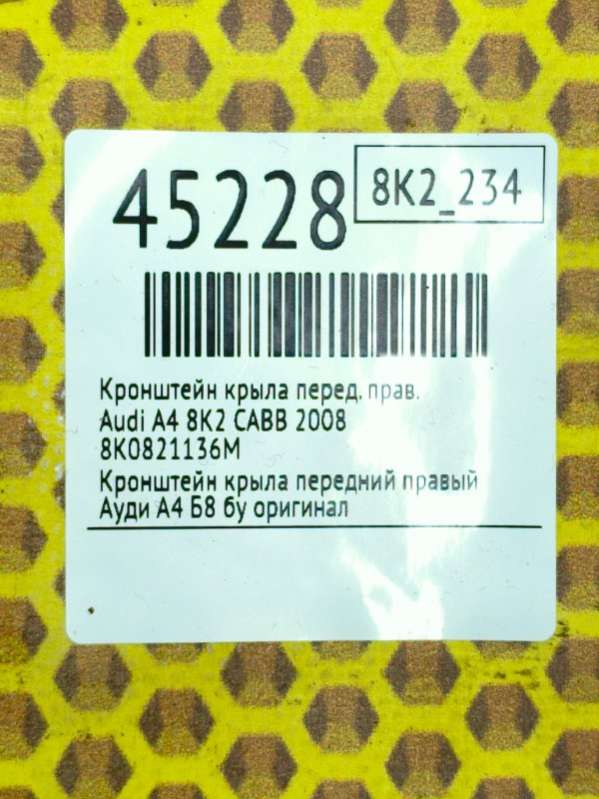 45228
8K2_234
Кронштейн крыла перед. прав.
Audi A4 8K2 CABB 2008
8K0821136M
Кронштейн крыла передний правый
Ауди А4 Б8 бу оригинал